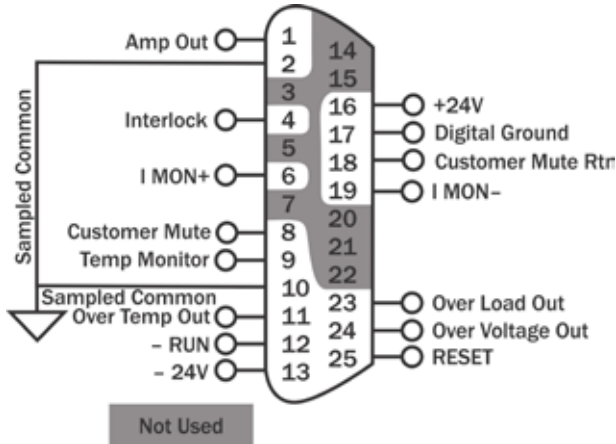 Amp Out 1
2
3
Interlock 4
5
I MON+ 6
7
Customer Mute 8
Temp Monitor 9
Sampled Common
Sampled Common 10
Over Temp Out 11
– RUN 12
– 24V 13
14
15
16 +24V
17 Digital Ground
18 Customer Mute Rtn
19 I MON–
20
21
22
23 Over Load Out
24 Over Voltage Out
25 RESET
Not Used